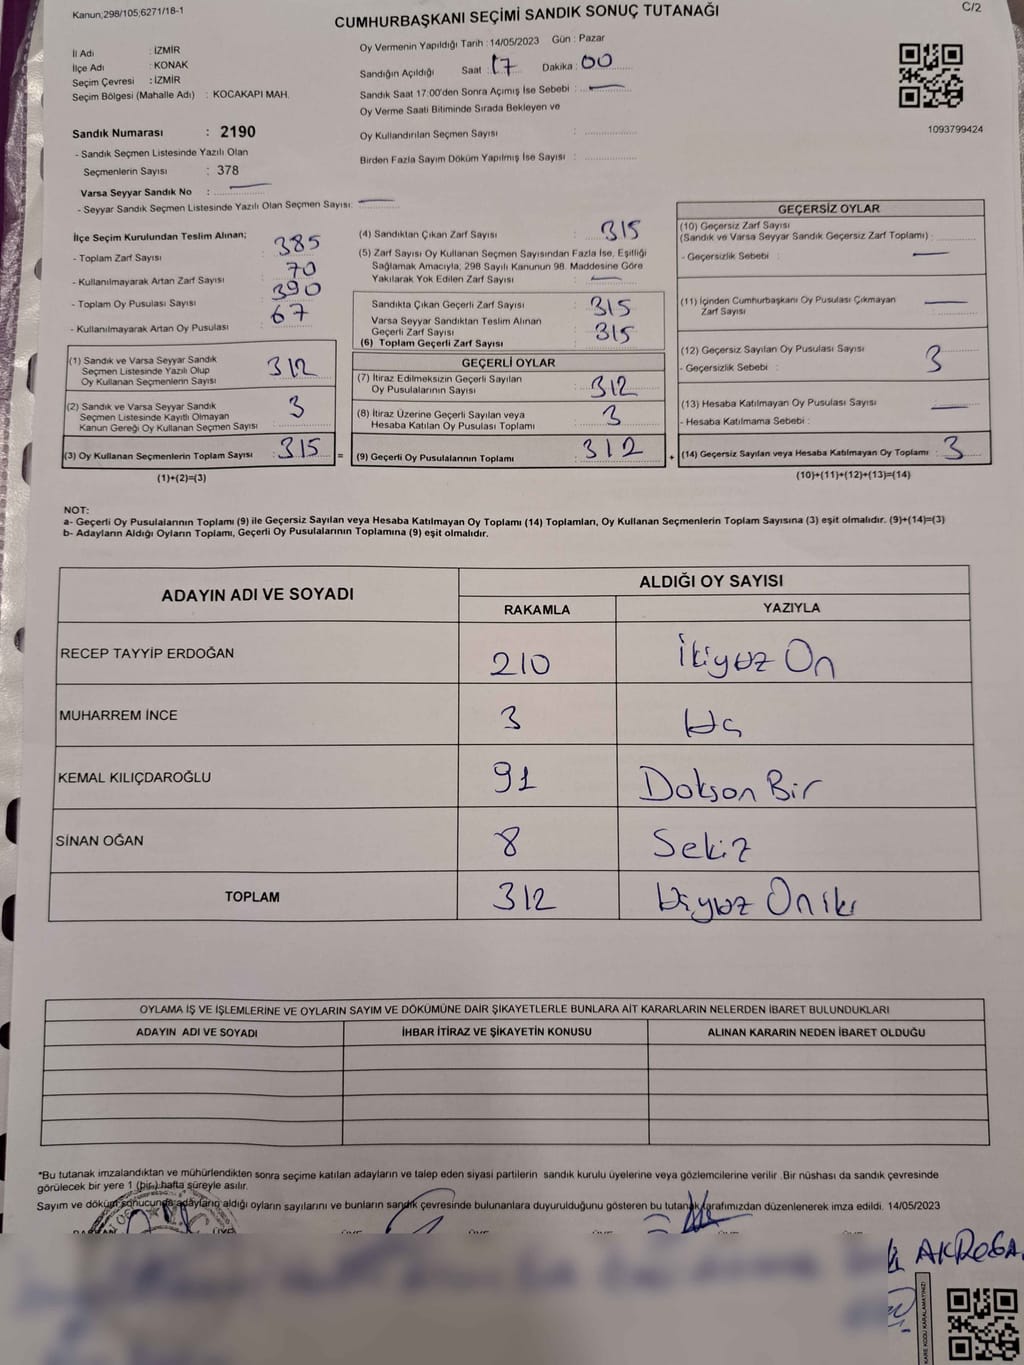 Kanun;298/105;6271/18-1
C/2
CUMHURBAŞKANI SEÇİMİ SANDIK SONUÇ TUTANAĞI
İl Adı : İZMİR
İlçe Adı : KONAK
Seçim Çevresi : İZMİR
Seçim Bölgesi (Mahalle Adı) : KOCAKAPI MAH.
Oy Vermenin Yapıldığı Tarih : 14/05/2023 Gün : Pazar
Sandığın Açıldığı Saat : 17 Dakika : 00
Sandık Saat 17:00'den Sonra Açımış İse Sebebi : —
Oy Verme Saati Bitiminde Sırada Bekleyen ve
Oy Kullandırılan Seçmen Sayısı :
Birden Fazla Sayım Döküm Yapılmış İse Sayısı :
1093799424
Sandık Numarası : 2190
- Sandık Seçmen Listesinde Yazılı Olan
Seçmenlerin Sayısı : 378
Varsa Seyyar Sandık No : —
- Seyyar Sandık Seçmen Listesinde Yazılı Olan Seçmen Sayısı: —
İlçe Seçim Kurulundan Teslim Alınan;
- Toplam Zarf Sayısı 385
- Kullanılmayarak Artan Zarf Sayısı 70
- Toplam Oy Pusulası Sayısı 390
- Kullanılmayarak Artan Oy Pusulası 67
(1) Sandık ve Varsa Seyyar Sandık
Seçmen Listesinde Yazılı Olup
Oy Kullanan Seçmenlerin Sayısı 312
(2) Sandık ve Varsa Seyyar Sandık
Seçmen Listesinde Kayıtlı Olmayan
Kanun Gereği Oy Kullanan Seçmen Sayısı 3
(3) Oy Kullanan Seçmenlerin Toplam Sayısı : 315 =
(1)+(2)=(3)
(4) Sandıktan Çıkan Zarf Sayısı : 315
(5) Zarf Sayısı Oy Kullanan Seçmen Sayısından Fazla İse, Eşitliği
Sağlamak Amacıyla; 298 Sayılı Kanunun 98. Maddesine Göre
Yakılarak Yok Edilen Zarf Sayısı : —
Sandıkta Çıkan Geçerli Zarf Sayısı 315
Varsa Seyyar Sandıktan Teslim Alınan
Geçerli Zarf Sayısı 315
(6) Toplam Geçerli Zarf Sayısı
GEÇERLİ OYLAR
(7) İtiraz Edilmeksizin Geçerli Sayılan
Oy Pusulalarının Sayısı 312
(8) İtiraz Üzerine Geçerli Sayılan veya
Hesaba Katılan Oy Pusulası Toplamı 3
(9) Geçerli Oy Pusulalarının Toplamı 312 +
GEÇERSİZ OYLAR
(10) Geçersiz Zarf Sayısı
(Sandık ve Varsa Seyyar Sandık Geçersiz Zarf Toplamı) :
- Geçersizlik Sebebi : —
(11) İçinden Cumhurbaşkanı Oy Pusulası Çıkmayan
Zarf Sayısı —
(12) Geçersiz Sayılan Oy Pusulası Sayısı 3
- Geçersizlik Sebebi :
(13) Hesaba Katılmayan Oy Pusulası Sayısı —
- Hesaba Katılmama Sebebi :
(14) Geçersiz Sayılan veya Hesaba Katılmayan Oy Toplamı : 3
(10)+(11)+(12)+(13)=(14)
NOT:
a- Geçerli Oy Pusulalarının Toplamı (9) ile Geçersiz Sayılan veya Hesaba Katılmayan Oy Toplamı (14) Toplamları, Oy Kullanan Seçmenlerin Toplam Sayısına (3) eşit olmalıdır. (9)+(14)=(3)
b- Adayların Aldığı Oyların Toplamı, Geçerli Oy Pusulalarının Toplamına (9) eşit olmalıdır.
ADAYIN ADI VE SOYADI
ALDIĞI OY SAYISI
RAKAMLA YAZIYLA
RECEP TAYYİP ERDOĞAN 210 İkiyüz On
MUHARREM İNCE 3 Üç
KEMAL KILIÇDAROĞLU 91 Doksan Bir
SİNAN OĞAN 8 Sekiz
TOPLAM 312 Üçyüz Oniki
OYLAMA İŞ VE İŞLEMLERİNE VE OYLARIN SAYIM VE DÖKÜMÜNE DAİR ŞİKAYETLERLE BUNLARA AİT KARARLARIN NELERDEN İBARET BULUNDUKLARI
ADAYIN ADI VE SOYADI İHBAR İTİRAZ VE ŞİKAYETİN KONUSU ALINAN KARARIN NEDEN İBARET OLDUĞU
*Bu tutanak imzalandıktan ve mühürlendikten sonra seçime katılan adayların ve talep eden siyasi partilerin sandık kurulu üyelerine veya gözlemcilerine verilir .Bir nüshası da sandık çevresinde
görülecek bir yere 1 (bir) hafta süreyle asılır.
Sayım ve döküm sonucunda adayların aldığı oyların sayılarını ve bunların sandık çevresinde bulunanlara duyurulduğunu gösteren bu tutanak tarafımızdan düzenlenerek imza edildi. 14/05/2023